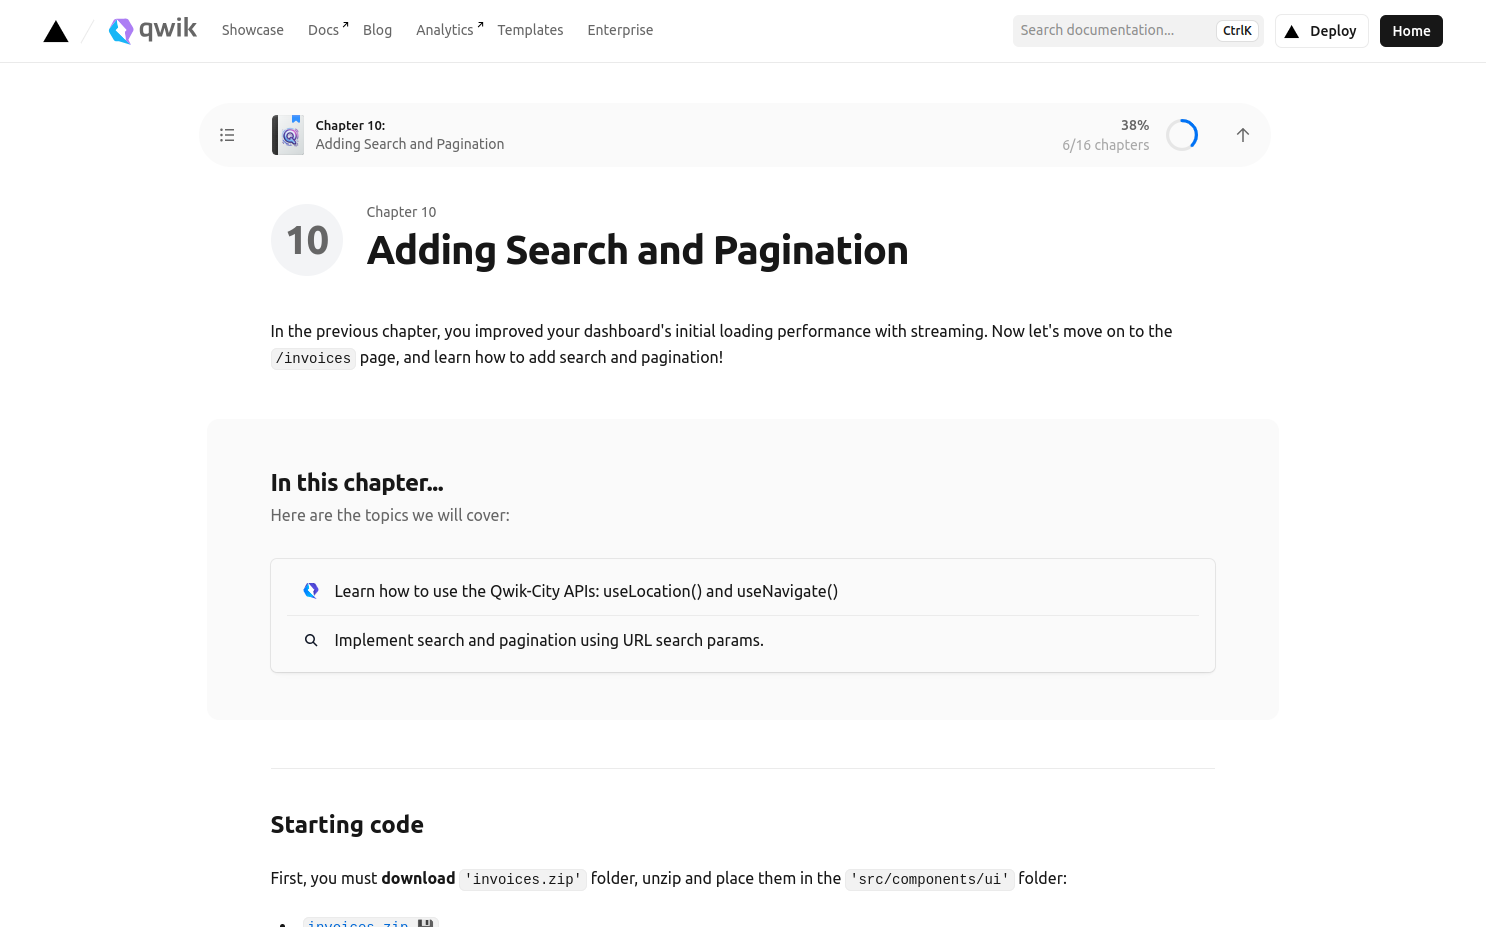 qwik
Showcase
Docs
Blog
Analytics
Templates
Enterprise
Search documentation...
CtrlK
Deploy
Home
Chapter 10:
Adding Search and Pagination
38%
6/16 chapters
10
Chapter 10
Adding Search and Pagination
In the previous chapter, you improved your dashboard's initial loading performance with streaming. Now let's move on to the
/invoices page, and learn how to add search and pagination!
In this chapter...
Here are the topics we will cover:
Learn how to use the Qwik-City APIs: useLocation() and useNavigate()
Implement search and pagination using URL search params.
Starting code
First, you must download 'invoices.zip' folder, unzip and place them in the 'src/components/ui' folder:
invoices.zip